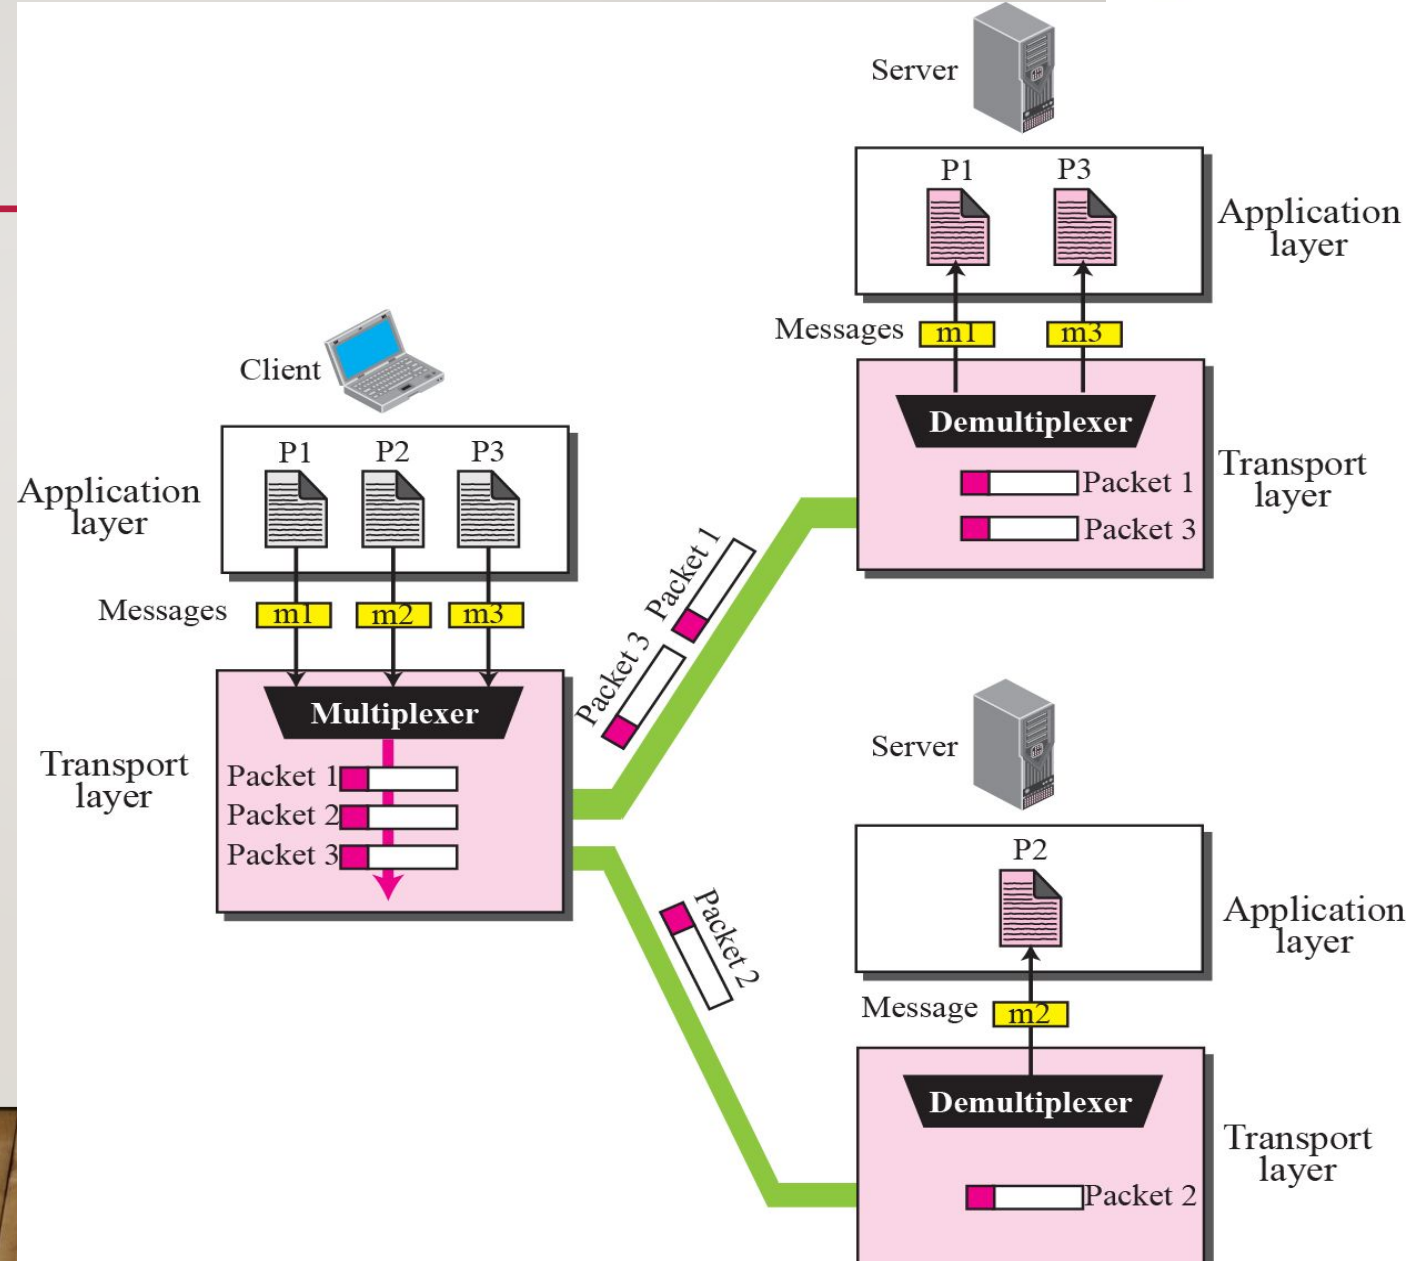 Server
P1 P3
Application
layer
Messages m1 m3
Demultiplexer
Packet 1
Packet 3
Transport
layer
Client
P1 P2 P3
Application
layer
Messages m1 m2 m3
Multiplexer
Packet 1
Packet 2
Packet 3
Transport
layer
Packet 1
Packet 3
Packet 2
Server
P2
Application
layer
Message m2
Demultiplexer
Packet 2
Transport
layer